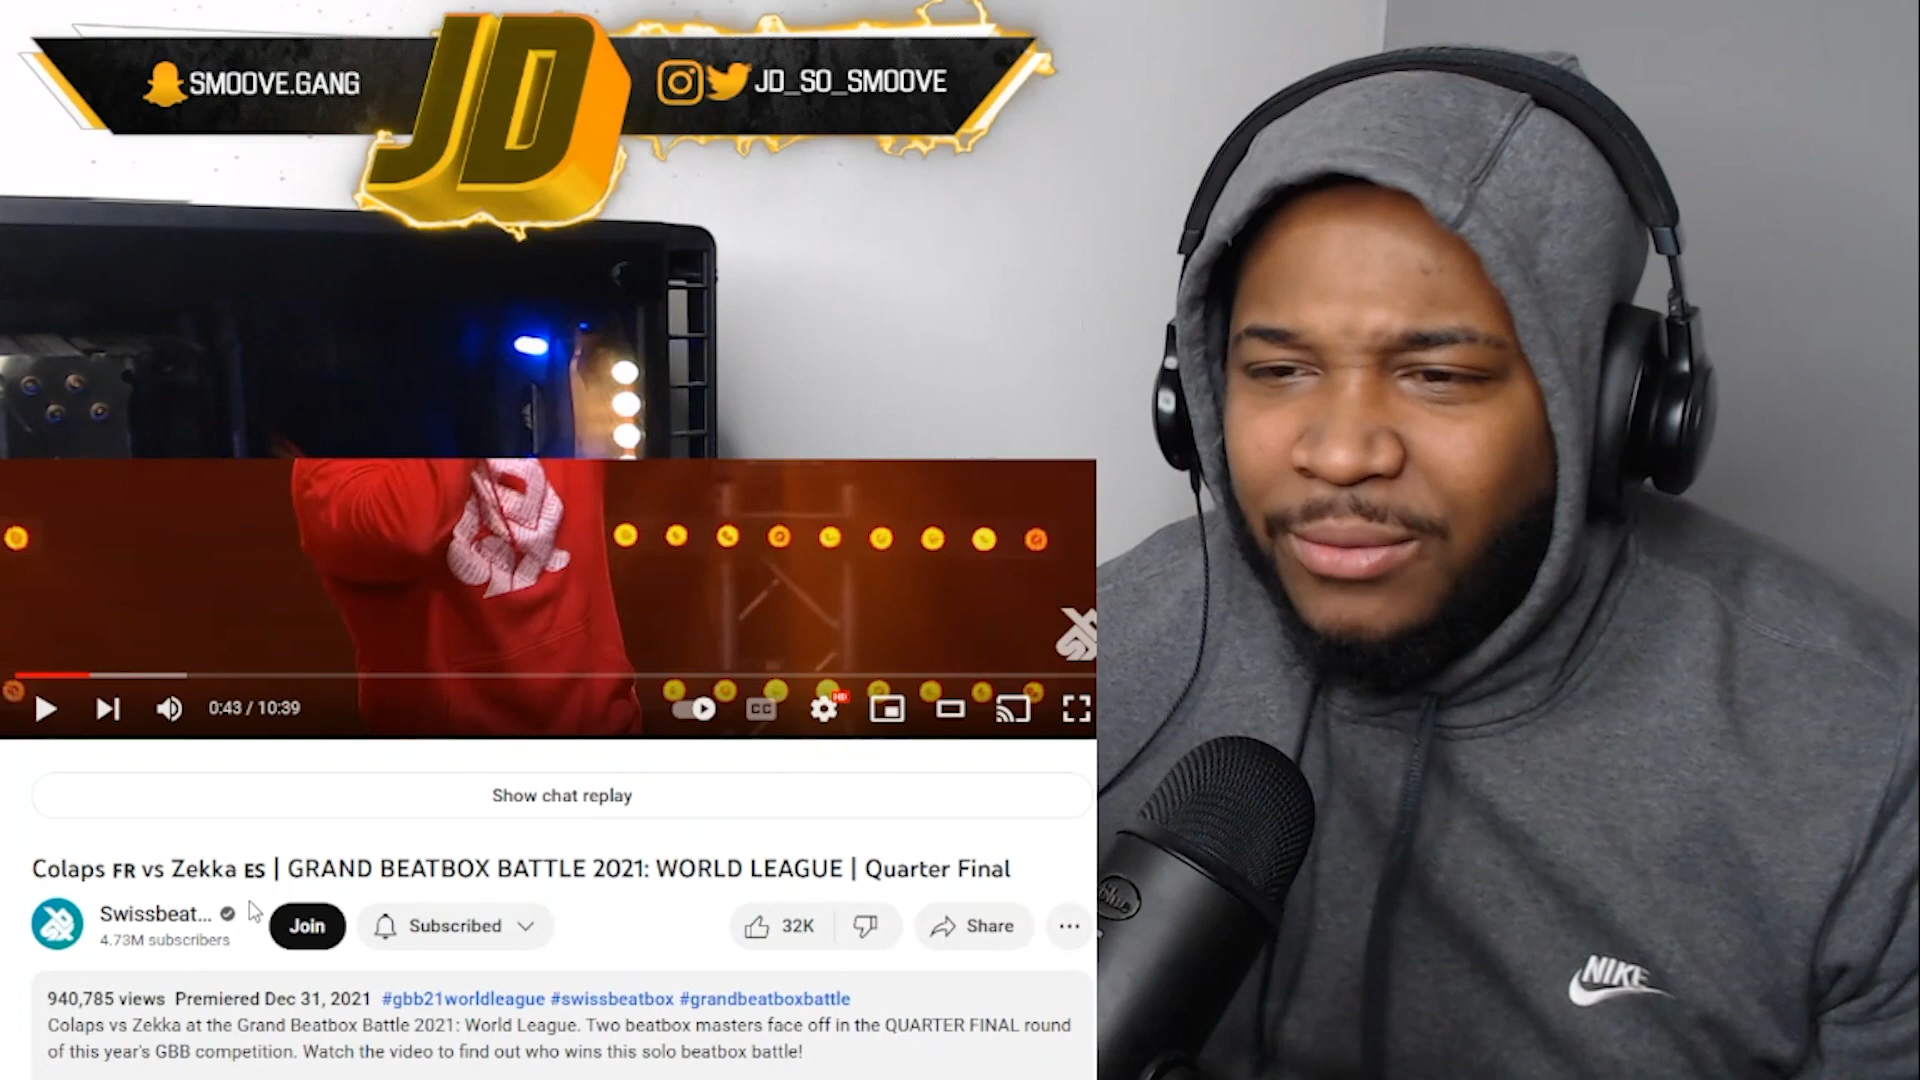 SMOOVE.GANG
JD
JD_SO_SMOOVE
HD
CC
0:43 / 10:39
Show chat replay
Colaps FR vs Zekka ES | GRAND BEATBOX BATTLE 2021: WORLD LEAGUE | Quarter Final
Swissbeat...
4.73M subscribers
Join
Subscribed
32K
Share
940,785 views Premiered Dec 31, 2021 #gbb21worldleague #swissbeatbox #grandbeatboxbattle
Colaps vs Zekka at the Grand Beatbox Battle 2021: World League. Two beatbox masters face off in the QUARTER FINAL round
of this year's GBB competition. Watch the video to find out who wins this solo beatbox battle!
blue
NIKE